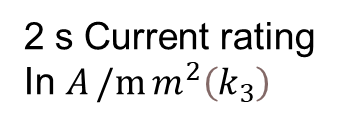 2 s Current rating
In A/mm²(k₃)